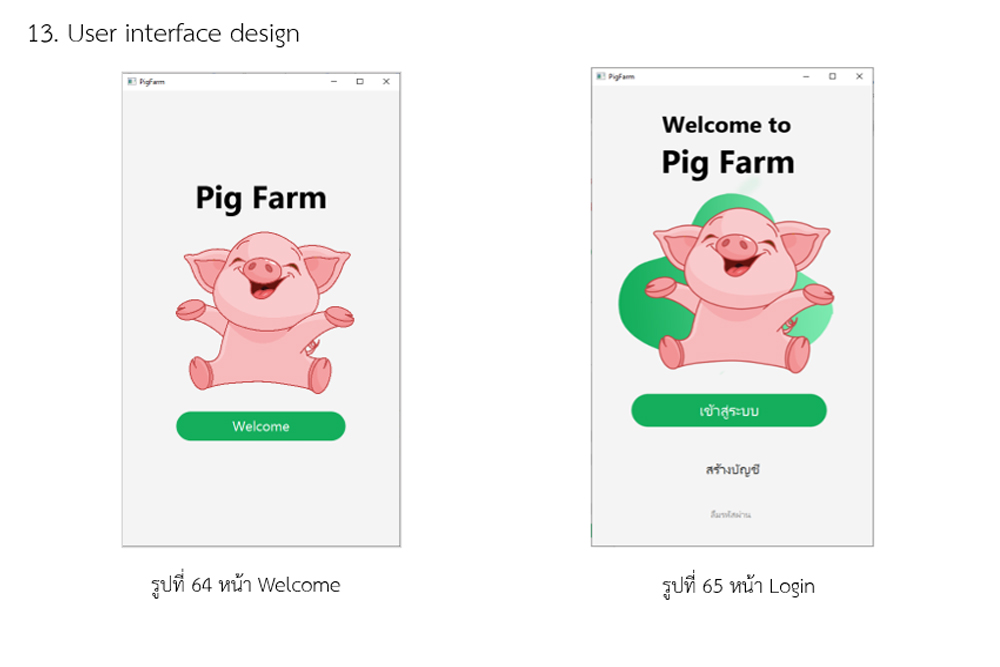 13. User interface design
PigFarm
Pig Farm
Welcome
รูปที่ 64 หน้า Welcome
PigFarm
Welcome to
Pig Farm
เข้าสู่ระบบ
สร้างบัญชี
ลืมรหัสผ่าน
รูปที่ 65 หน้า Login